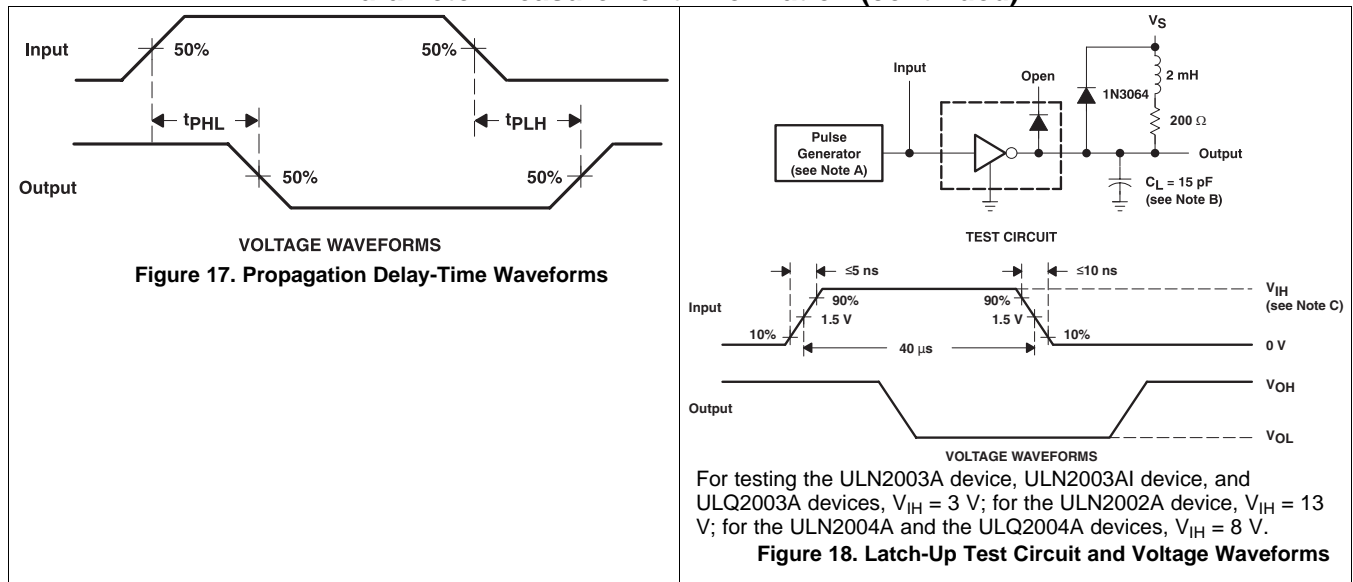 Input
50%
50%
tPHL
tPLH
Output
50%
50%
VOLTAGE WAVEFORMS
Figure 17. Propagation Delay-Time Waveforms
VS
Input
Open
2 mH
1N3064
200 Ω
Pulse
Generator
(see Note A)
Output
CL = 15 pF
(see Note B)
TEST CIRCUIT
≤5 ns
≤10 ns
VIH
(see Note C)
Input
90%
90%
1.5 V
1.5 V
10%
10%
40 μs
0 V
VOH
Output
VOL
VOLTAGE WAVEFORMS
For testing the ULN2003A device, ULN2003AI device, and
ULQ2003A devices, VIH = 3 V; for the ULN2002A device, VIH = 13
V; for the ULN2004A and the ULQ2004A devices, VIH = 8 V.
Figure 18. Latch-Up Test Circuit and Voltage Waveforms